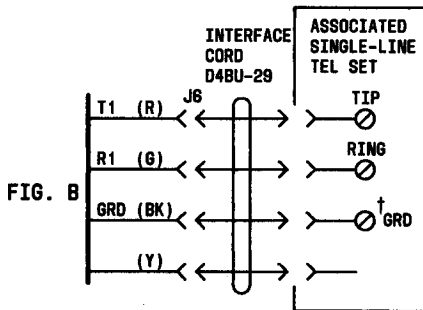 INTERFACE
CORD
D4BU-29
ASSOCIATED
SINGLE-LINE
TEL SET
J6
T1 (R)
TIP
R1 (G)
RING
FIG. B
GRD (BK)
†GRD
(Y)